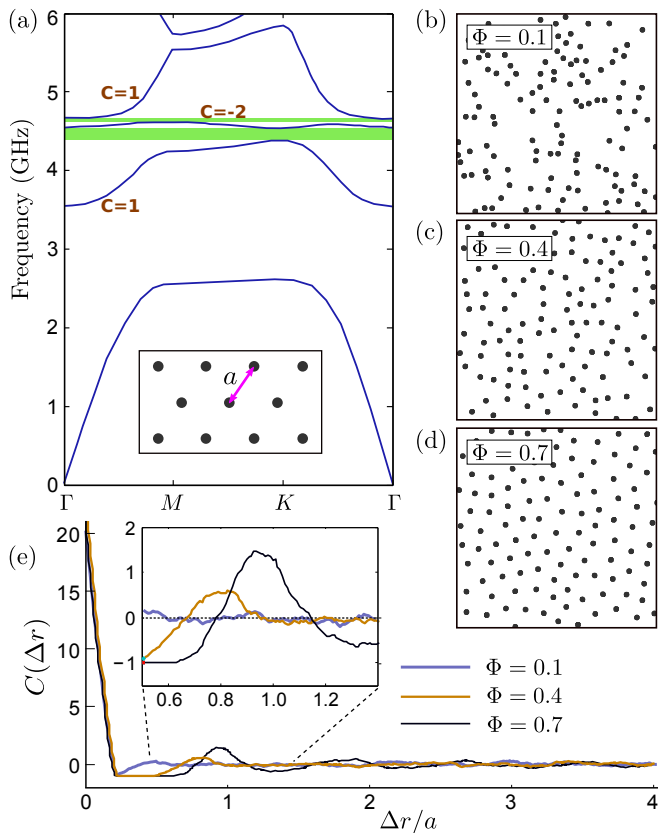 (a)
6
5
4
3
2
1
0
Frequency (GHz)
C=1
C=-2
C=1
a
Γ
M
K
Γ
(b)
Φ = 0.1
(c)
Φ = 0.4
(d)
Φ = 0.7
(e)
20
15
10
5
0
C(Δr)
2
1
0
−1
0.6
0.8
1.0
1.2
Φ = 0.1
Φ = 0.4
Φ = 0.7
0
1
2
3
4
Δr/a